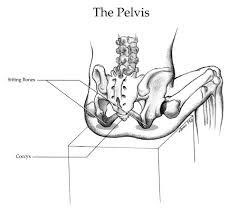 The Pelvis
Sitting Bones
Coccyx